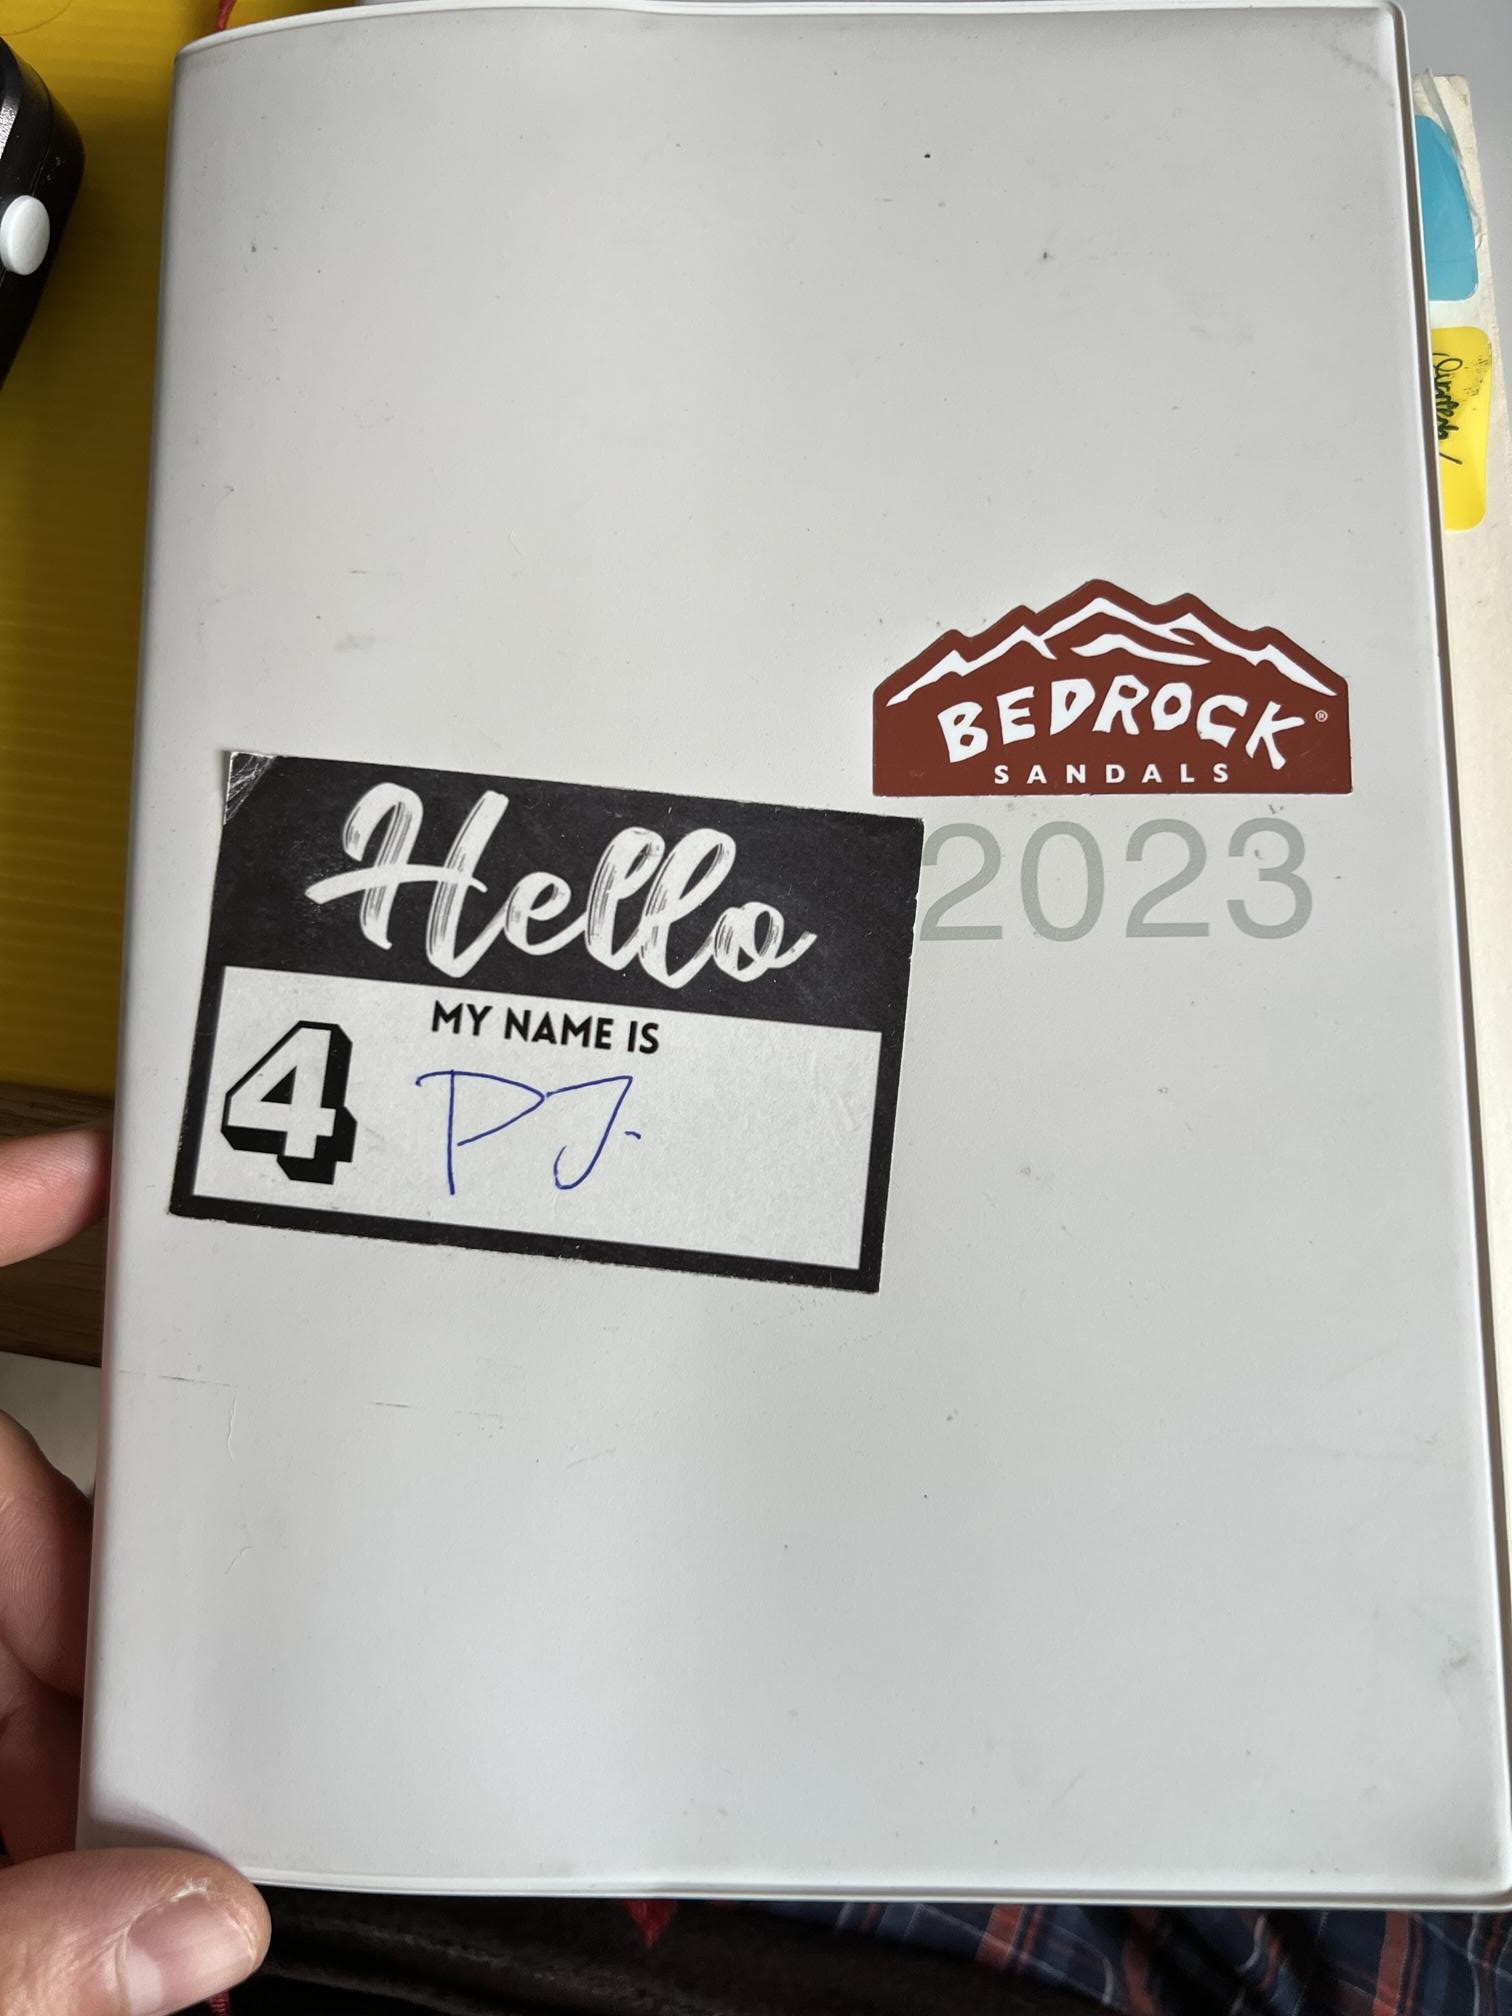 BEDROCK®
SANDALS
2023
Hello
MY NAME IS
4
PJ.